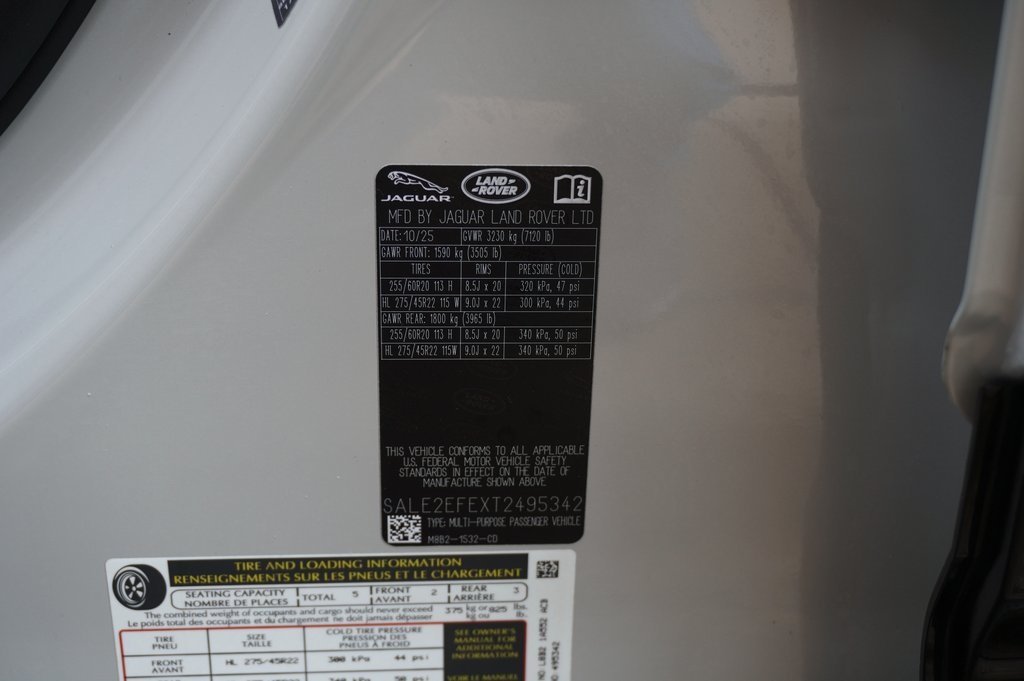 JAGUAR
LAND ROVER
MFD BY JAGUAR LAND ROVER LTD
DATE: 10/25 GVWR 3230 kg (7120 lb)
GAWR FRONT: 1590 kg (3505 lb)
TIRES RIMS PRESSURE (COLD)
255/60R20 113 H 8.5J x 20 320 kPa, 47 psi
HL 275/45R22 115 W 9.0J x 22 300 kPa, 44 psi
GAWR REAR: 1800 kg (3965 lb)
255/60R20 113 H 8.5J x 20 340 kPa, 50 psi
HL 275/45R22 115W 9.0J x 22 340 kPa, 50 psi
THIS VEHICLE CONFORMS TO ALL APPLICABLE
U.S. FEDERAL MOTOR VEHICLE SAFETY
STANDARDS IN EFFECT ON THE DATE OF
MANUFACTURE SHOWN ABOVE
SALE2EFEXT2495342
TYPE: MULTI-PURPOSE PASSENGER VEHICLE
M8B2-1532-CD
TIRE AND LOADING INFORMATION
RENSEIGNEMENTS SUR LES PNEUS ET LE CHARGEMENT
SEATING CAPACITY
NOMBRE DE PLACES
TOTAL 5
FRONT
AVANT 2
REAR
ARRIÈRE 3
The combined weight of occupants and cargo should never exceed 375 kg or 825 lbs.
Le poids total des occupants et du chargement ne doit jamais dépasser kg ou lb.
TIRE
PNEU
SIZE
TAILLE
COLD TIRE PRESSURE
PRESSION DES
PNEUS À FROID
SEE OWNER'S
MANUAL FOR
ADDITIONAL
INFORMATION
FRONT
AVANT
HL 275/45R22
300 kPa 44 psi
340 kPa 50 psi
VOIR LE MANUEL
495342